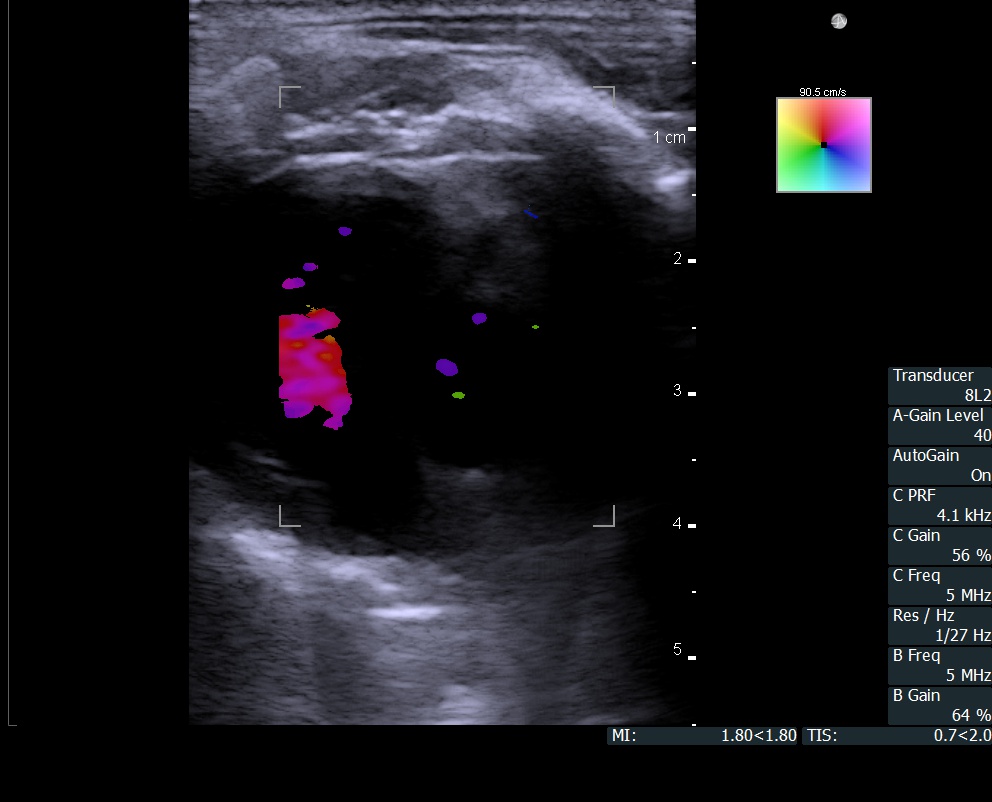 90.5 cm/s
1 cm
2
3
4
5
Transducer
8L2
A-Gain Level
40
AutoGain
On
C PRF
4.1 kHz
C Gain
56 %
C Freq
5 MHz
Res / Hz
1/27 Hz
B Freq
5 MHz
B Gain
64 %
MI: 1.80<1.80 TIS: 0.7<2.0